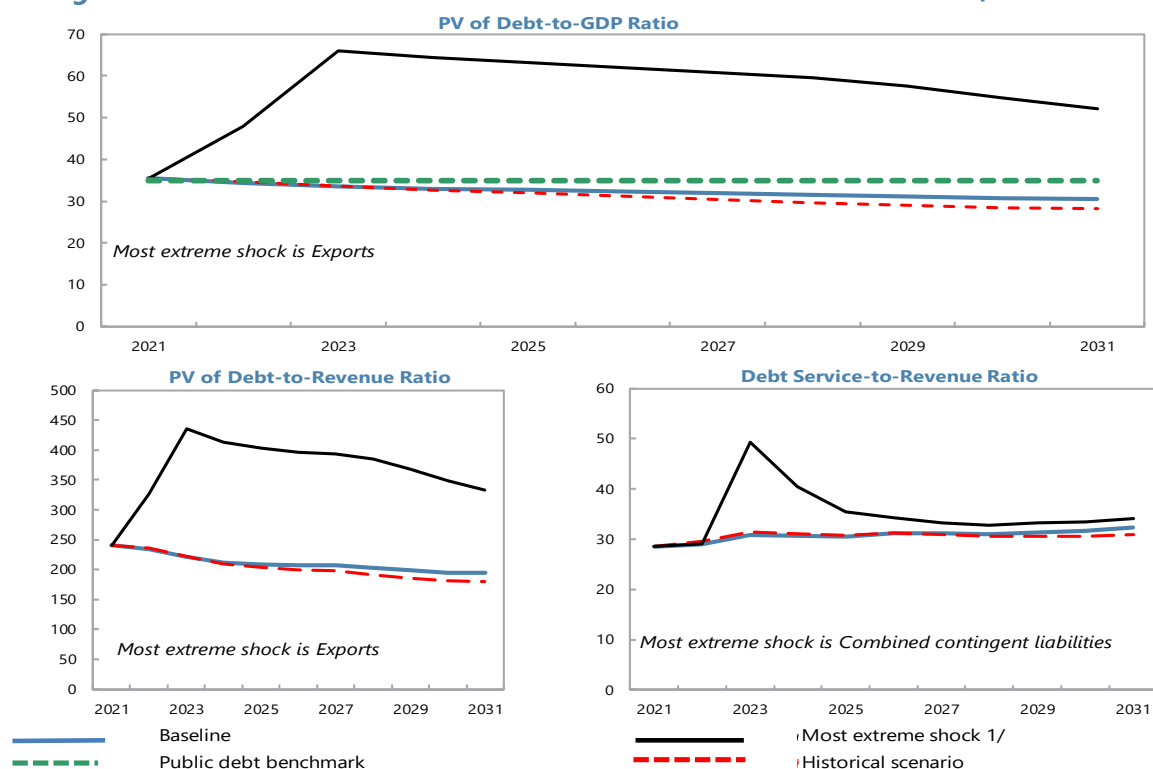 PV of Debt-to-GDP Ratio
70
60
50
40
30
20
10
0
Most extreme shock is Exports
2021 2023 2025 2027 2029 2031
PV of Debt-to-Revenue Ratio
500
450
400
350
300
250
200
150
100
50
0
Most extreme shock is Exports
2021 2023 2025 2027 2029 2031
Debt Service-to-Revenue Ratio
60
50
40
30
20
10
0
Most extreme shock is Combined contingent liabilities
2021 2023 2025 2027 2029 2031
Baseline
Public debt benchmark
Most extreme shock 1/
Historical scenario